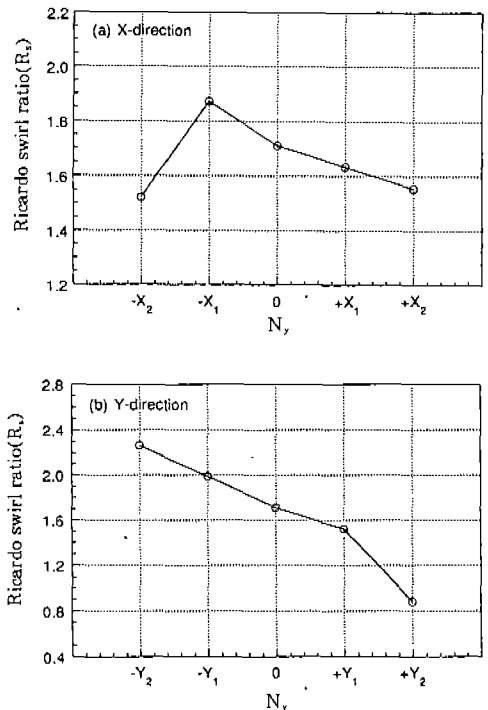 (a) X-direction
Ricardo swirl ratio(Rₛ)
2.2
2.0
1.8
1.6
1.4
1.2
-X₂ -X₁ 0 +X₁ +X₂
(b) Y-direction
Ricardo swirl ratio(Rₛ)
2.8
2.4
2.0
1.6
1.2
0.8
0.4
-Y₂ -Y₁ 0 +Y₁ +Y₂